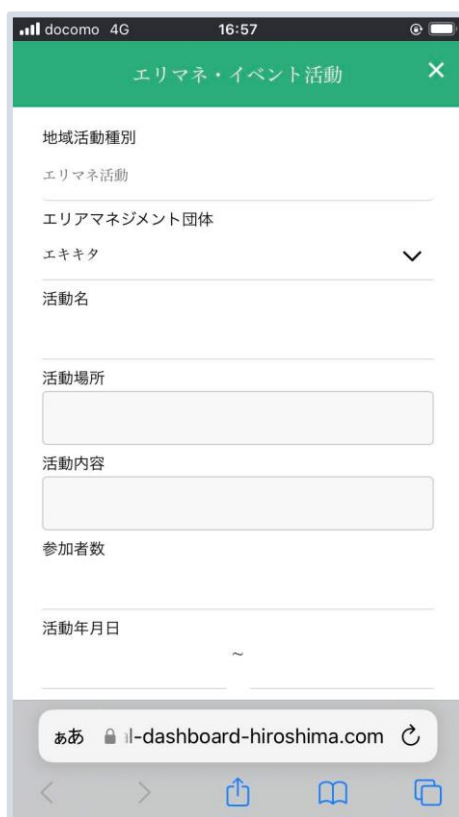 docomo 4G 16:57
エリマネ・イベント活動 ×
地域活動種別
エリマネ活動
エリアマネジメント団体
エキキタ
活動名
活動場所
活動内容
参加者数
活動年月日
~
ぁあ l-dashboard-hiroshima.com